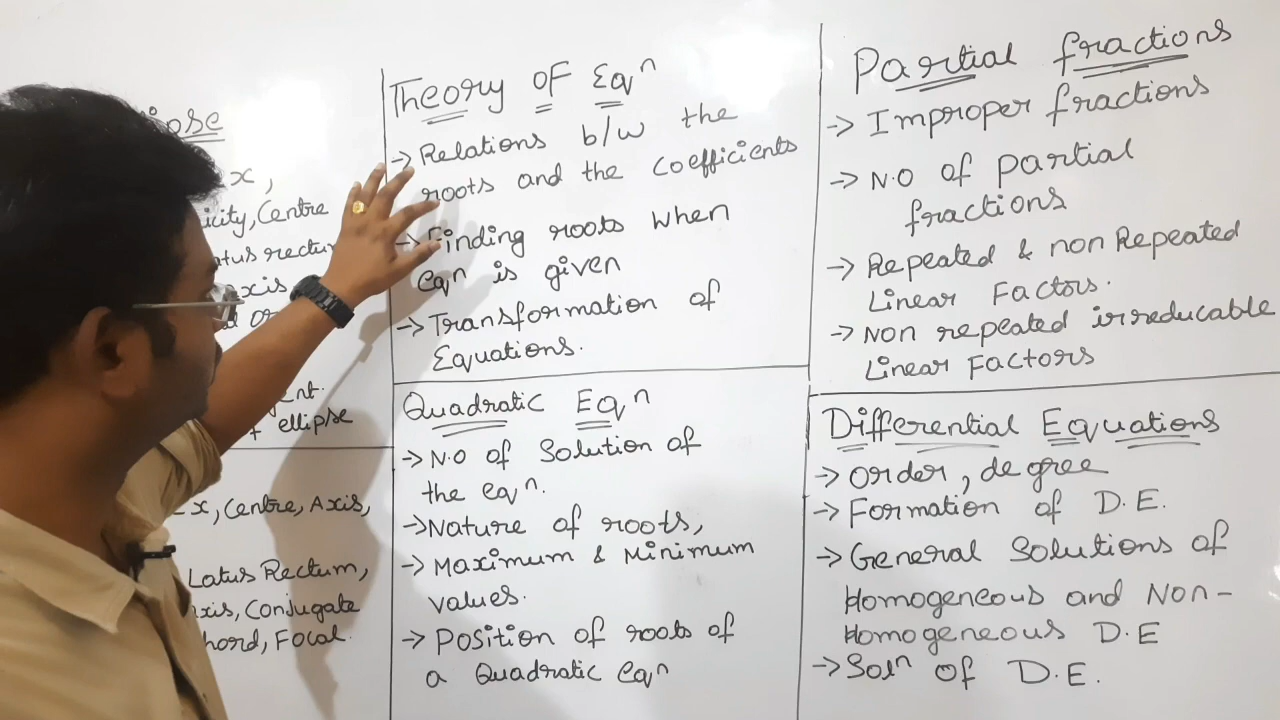 x,
Centre
axis
ellipse
x, Centre, Axis,
Latus Rectum,
Conjugate
Focal.
Theory of Eqⁿ
-> Relations b/w the
roots and the coefficients
-> Finding roots when
eqⁿ is given
-> Transformation of
Equations.
Quadratic Eqⁿ
-> N.O of Solution of
the eqⁿ.
-> Nature of roots,
-> Maximum & Minimum
values.
-> Position of roots of
a Quadratic eqⁿ
Partial fractions
-> Improper fractions
-> N.O of partial
fractions
-> Repeated & non Repeated
Linear Factors.
-> Non repeated irreducable
Linear Factors
Differential Equations
-> Order, degree
-> Formation of D.E.
-> General Solutions of
Homogeneous and Non-
Homogeneous D.E
-> Solⁿ of D.E.